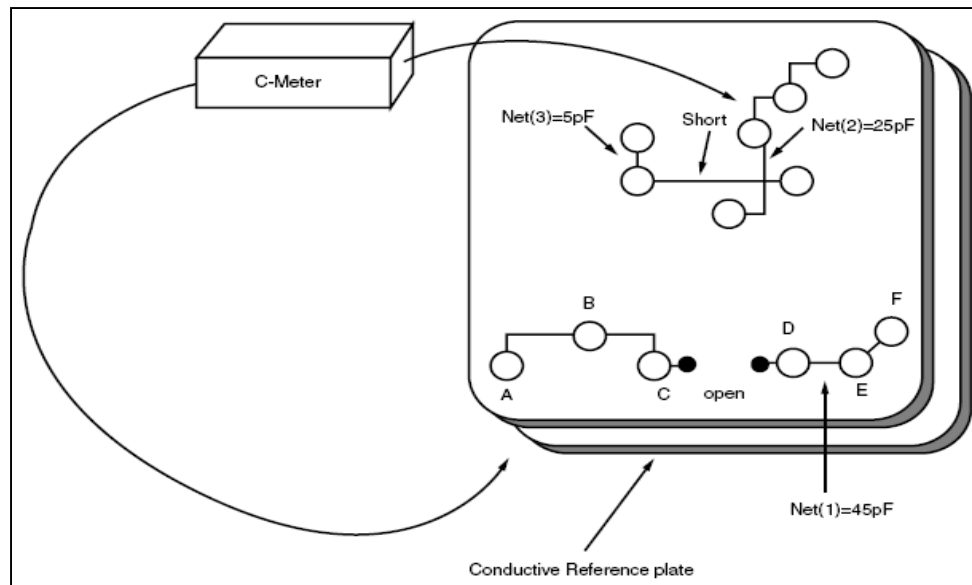 C-Meter
Net(3)=5pF
Short
Net(2)=25pF
B
A
C
open
D
E
F
Net(1)=45pF
Conductive Reference plate